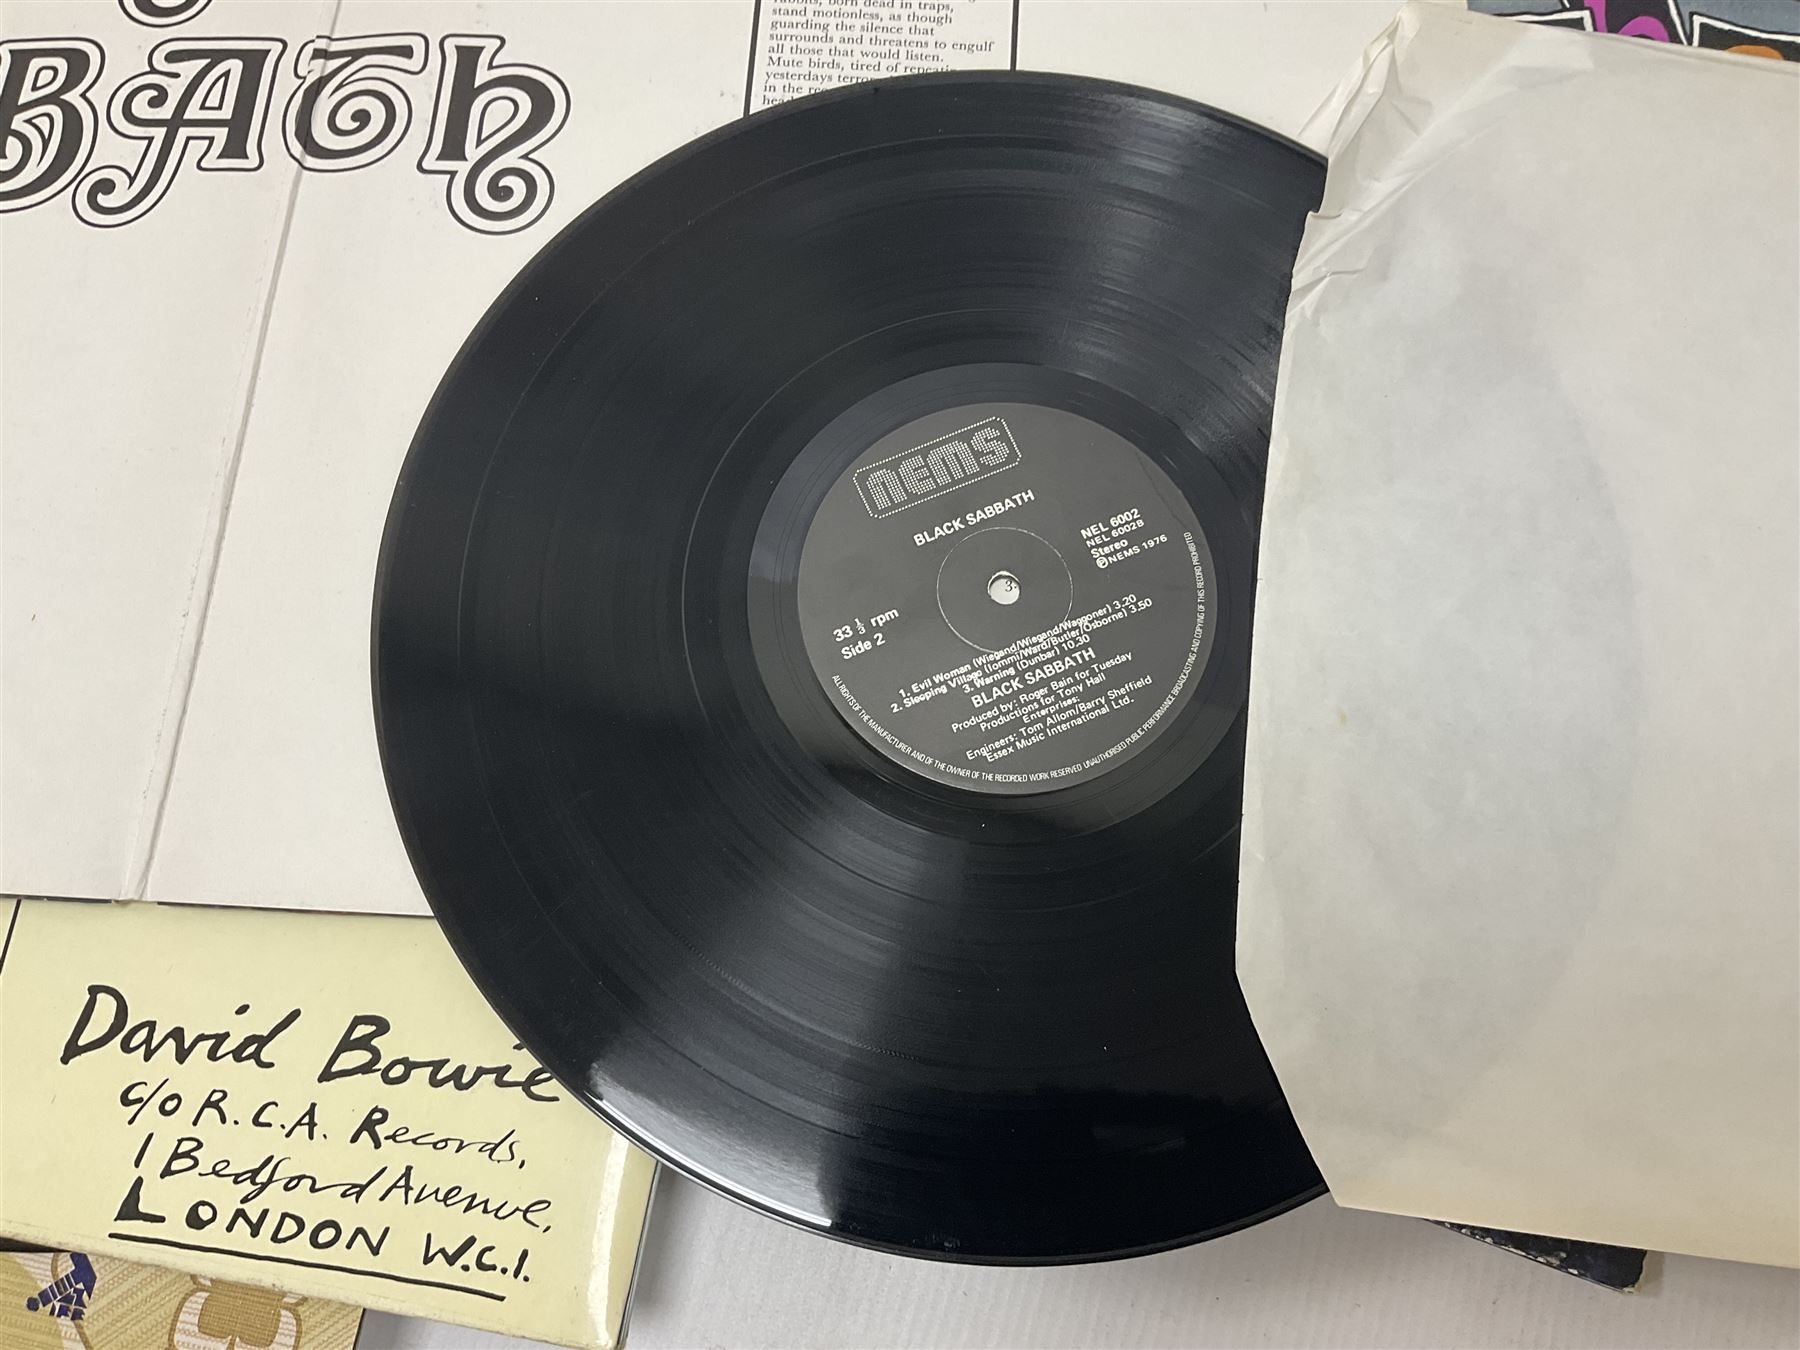 BATH
rabbits, born dead in traps,
stand motionless, as though
guarding the silence that
surrounds and threatens to engulf
all those that would listen.
Mute birds, tired of
yesterdays
in the
nems
BLACK SABBATH
NEL 6002
NEL 6002B
Stereo
℗ NEMS 1976
33 1/3 rpm
Side 2
1. Evil Woman (Wiegand/Wiegand/Waggoner) 3.20
2. Sleeping Village (Iommi/Ward/Butler/Osborne) 3.50
3. Warning (Dunbar) 10.30
BLACK SABBATH
Produced by: Roger Bain for Tuesday
Productions for Tony Hall
Enterprises:
Engineers: Tom Allom/Barry Sheffield
Essex Music International Ltd.
ALL RIGHTS OF THE MANUFACTURER AND OF THE OWNER OF THE RECORDED WORK RESERVED UNAUTHORISED PUBLIC PERFORMANCE BROADCASTING AND COPYING OF THIS RECORD PROHIBITED
3.
David Bowie
c/o R.C.A. Records,
1 Bedford Avenue,
LONDON W.C.1.